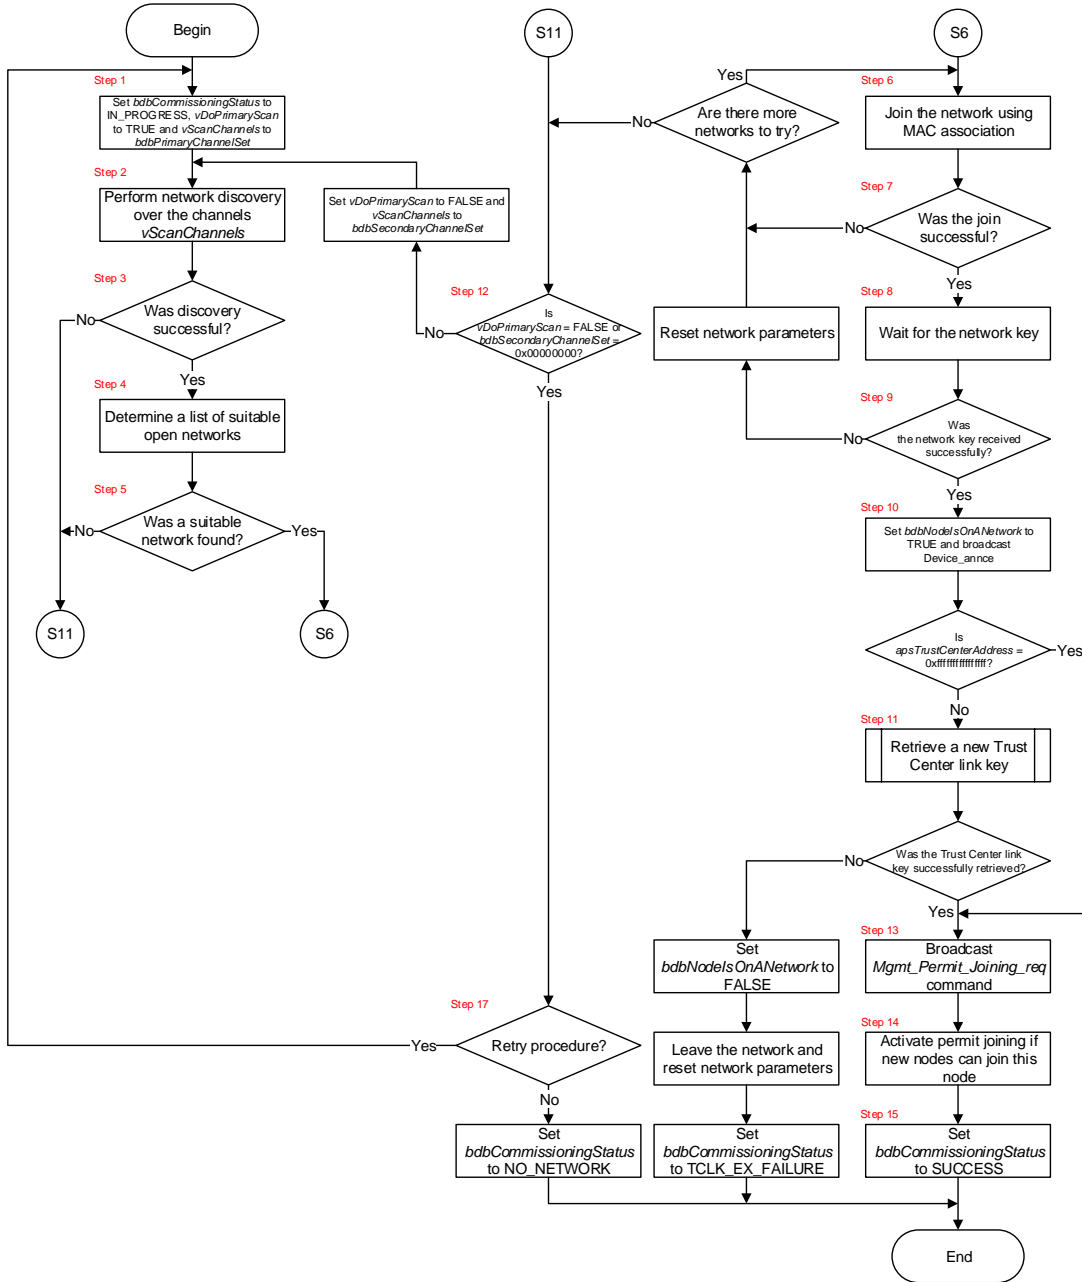 Begin
Step 1
Set bdbCommissioningStatus to
IN_PROGRESS, vDoPrimaryScan
to TRUE and vScanChannels to
bdbPrimaryChannelSet
Step 2
Perform network discovery
over the channels
vScanChannels
Step 3
Was discovery
successful?
No
Yes
Step 4
Determine a list of suitable
open networks
Step 5
Was a suitable
network found?
No
Yes
S11
S6
S11
Set vDoPrimaryScan to FALSE and
vScanChannels to
bdbSecondaryChannelSet
Step 12
Is
vDoPrimaryScan = FALSE or
bdbSecondaryChannelSet =
0x00000000?
No
Yes
Step 17
Retry procedure?
Yes
No
Set
bdbCommissioningStatus
to NO_NETWORK
S6
Yes
Are there more
networks to try?
No
Step 6
Join the network using
MAC association
Step 7
Was the join
successful?
No
Yes
Reset network parameters
Step 8
Wait for the network key
Step 9
Was
the network key received
successfully?
No
Yes
Step 10
Set bdbNodeIsOnANetwork to
TRUE and broadcast
Device_annce
Is
apsTrustCenterAddress =
0xffffffffffffffff?
Yes
No
Step 11
Retrieve a new Trust
Center link key
Was the Trust Center link
key successfully retrieved?
No
Yes
Set
bdbNodeIsOnANetwork to
FALSE
Leave the network and
reset network parameters
Set
bdbCommissioningStatus
to TCLK_EX_FAILURE
Step 13
Broadcast
Mgmt_Permit_Joining_req
command
Step 14
Activate permit joining if
new nodes can join this
node
Step 15
Set
bdbCommissioningStatus
to SUCCESS
End